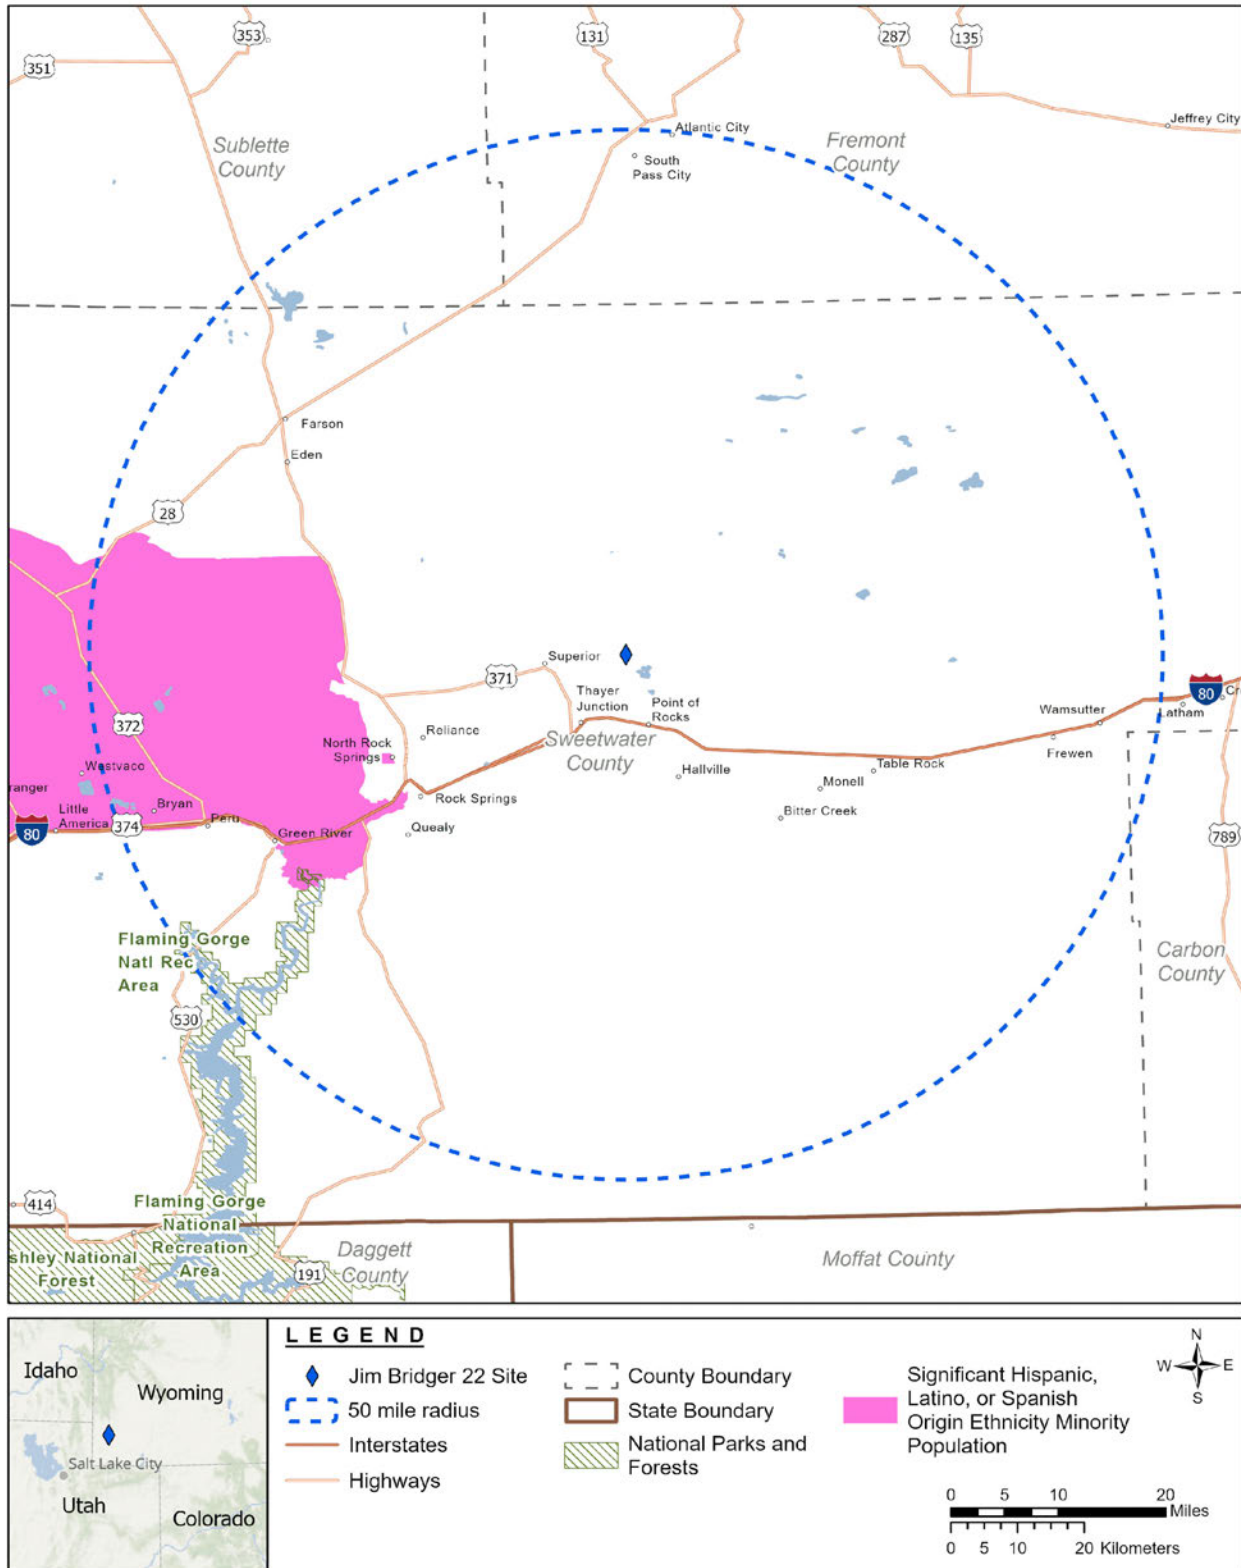 353
131
287
135
351
Jeffrey City
Atlantic City
Sublette
County
Fremont
County
South
Pass City
Farson
Eden
28
Superior
371
Thayer
Junction
Point of
Rocks
80
Cr
Latham
Wamsutter
372
Reliance
North Rock
Springs
Sweetwater
County
Frewen
Westvaco
Hallville
Table Rock
Monell
ranger
Little
America
Bryan
Rock Springs
Bitter Creek
80
374
Peru
Green River
Quealy
789
Flaming Gorge
Natl Rec
Area
Carbon
County
530
414
Flaming Gorge
National
Recreation
Area
shley National
Forest
191
Daggett
County
Moffat County
LEGEND
Jim Bridger 22 Site
50 mile radius
Interstates
Highways
County Boundary
State Boundary
National Parks and
Forests
Significant Hispanic,
Latino, or Spanish
Origin Ethnicity Minority
Population
N
W E
S
0 5 10 20
Miles
0 5 10 20 Kilometers
Idaho
Wyoming
Salt Lake City
Utah
Colorado